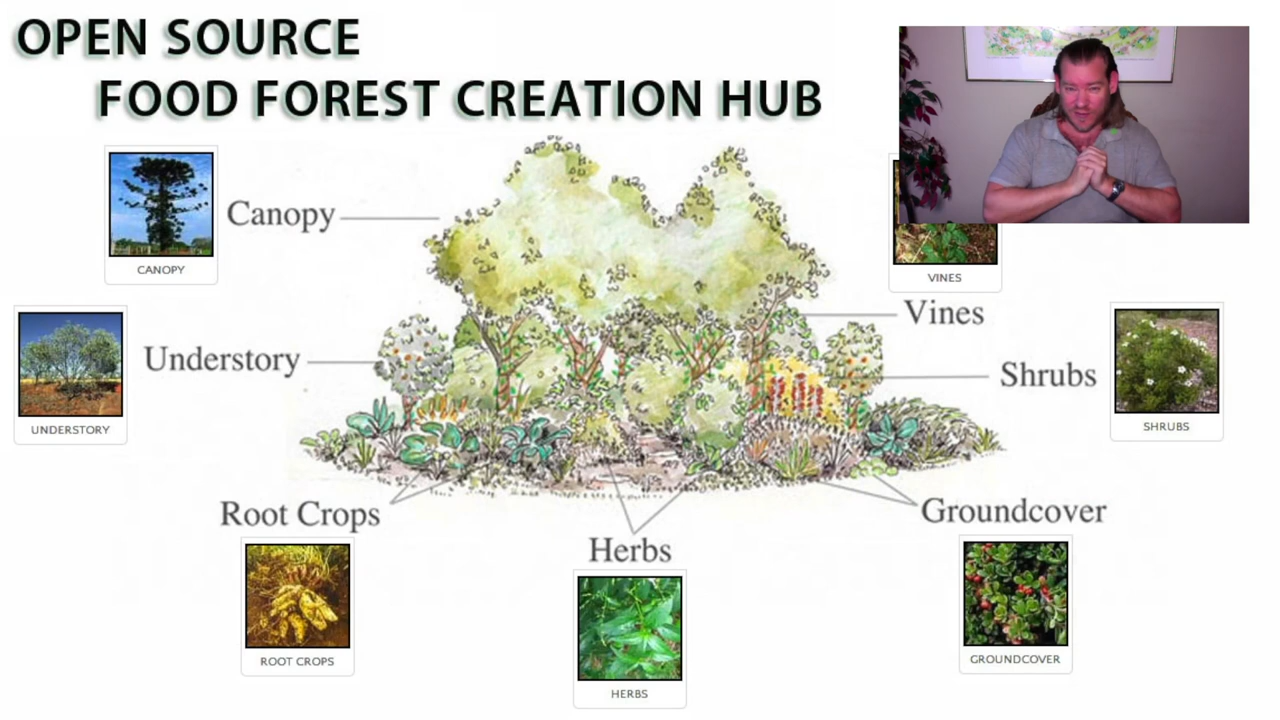 OPEN SOURCE
FOOD FOREST CREATION HUB
Canopy
CANOPY
VINES
Vines
Understory
UNDERSTORY
Shrubs
SHRUBS
Root Crops
ROOT CROPS
Herbs
HERBS
Groundcover
GROUNDCOVER